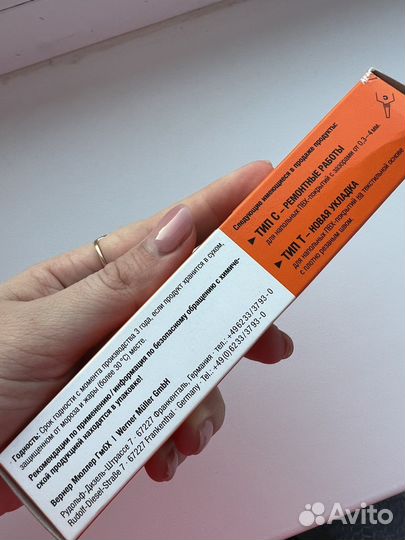 Следующие имеющиеся в продаже продукты:
► ТИП С – РЕМОНТНЫЕ РАБОТЫ
для напольных ПВХ-покрытий с зазорами от 0,3–4 мм.
► ТИП Т – НОВАЯ УКЛАДКА
для напольных ПВХ-покрытий на текстильной основе
с плотно резаным швом.
Годность: Срок годности с момента производства 3 года, если продукт хранится в сухом,
защищенном от мороза и жары (более 30 °C) месте.
Рекомендации по применению/ информация по безопасному обращению с химиче-
ской продукцией находятся в упаковке!
Вернер Мюллер ГмбХ I Werner Müller GmbH
Рудольф-Дизель-Штрассе 7 · 67227 Франкенталь, Германия · тел.: +49 6233/3793-0
Rudolf-Diesel-Straße 7 · 67227 Frankenthal · Germany · Tel.: +49(0)6233/3793-0
Avito